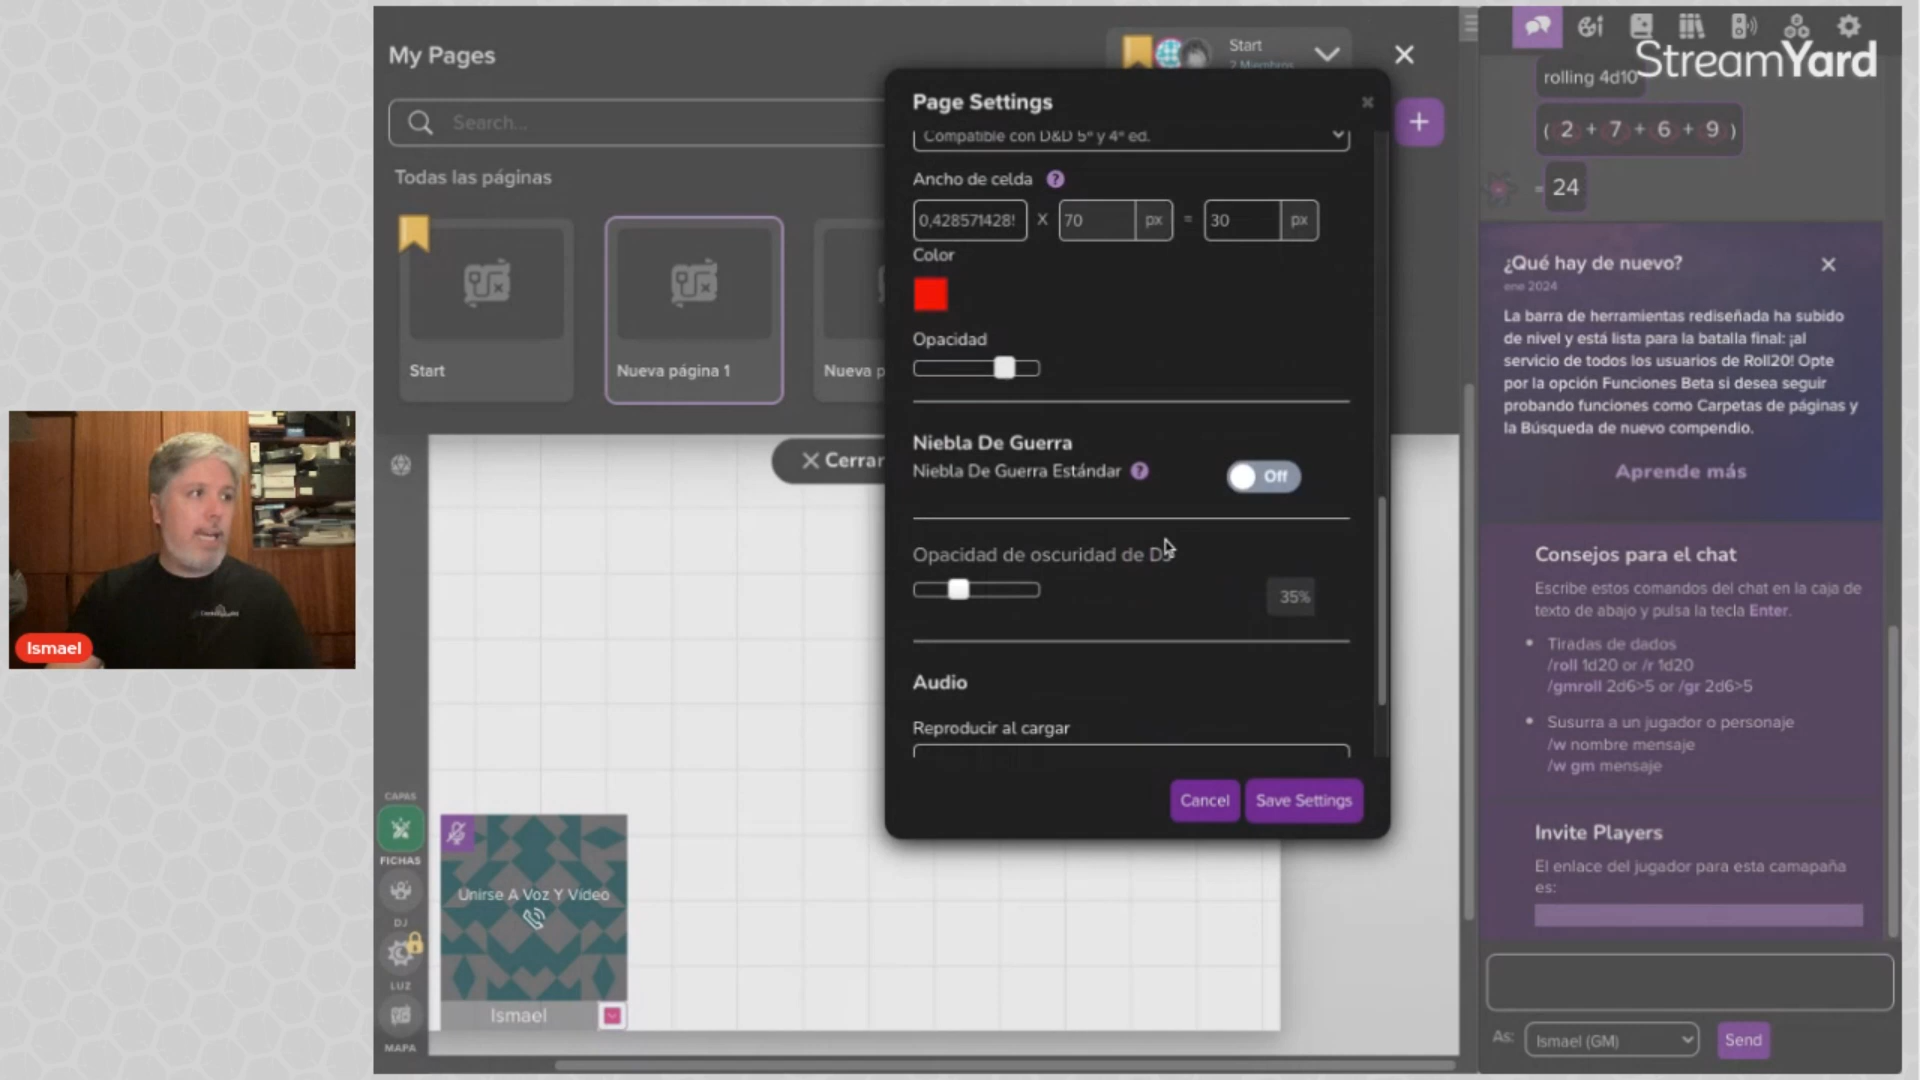 My Pages
Start
2 Miembros
StreamYard
rolling 4d10
( 2 + 7 + 6 + 9 )
= 24
Search...
Todas las páginas
Start
Nueva página 1
Nueva p
Cerrar
Page Settings
Compatible con D&D 5ª y 4ª ed.
Ancho de celda ?
0,428571428! X 70 px = 30 px
Color
Opacidad
Niebla De Guerra
Niebla De Guerra Estándar ? Off
Opacidad de oscuridad de DJ
35%
Audio
Reproducir al cargar
Cancel
Save Settings
¿Qué hay de nuevo?
ene 2024
La barra de herramientas rediseñada ha subido
de nivel y está lista para la batalla final: ¡al
servicio de todos los usuarios de Roll20! Opte
por la opción Funciones Beta si desea seguir
probando funciones como Carpetas de páginas y
la Búsqueda de nuevo compendio.
Aprende más
Consejos para el chat
Escribe estos comandos del chat en la caja de
texto de abajo y pulsa la tecla Enter.
Tiradas de dados
/roll 1d20 or /r 1d20
/gmroll 2d6>5 or /gr 2d6>5
Susurra a un jugador o personaje
/w nombre mensaje
/w gm mensaje
Invite Players
El enlace del jugador para esta camapaña
es:
As: Ismael (GM)
Send
CAPAS
FICHAS
DJ
LUZ
MAPA
Unirse A Voz Y Vídeo
Ismael
Ismael